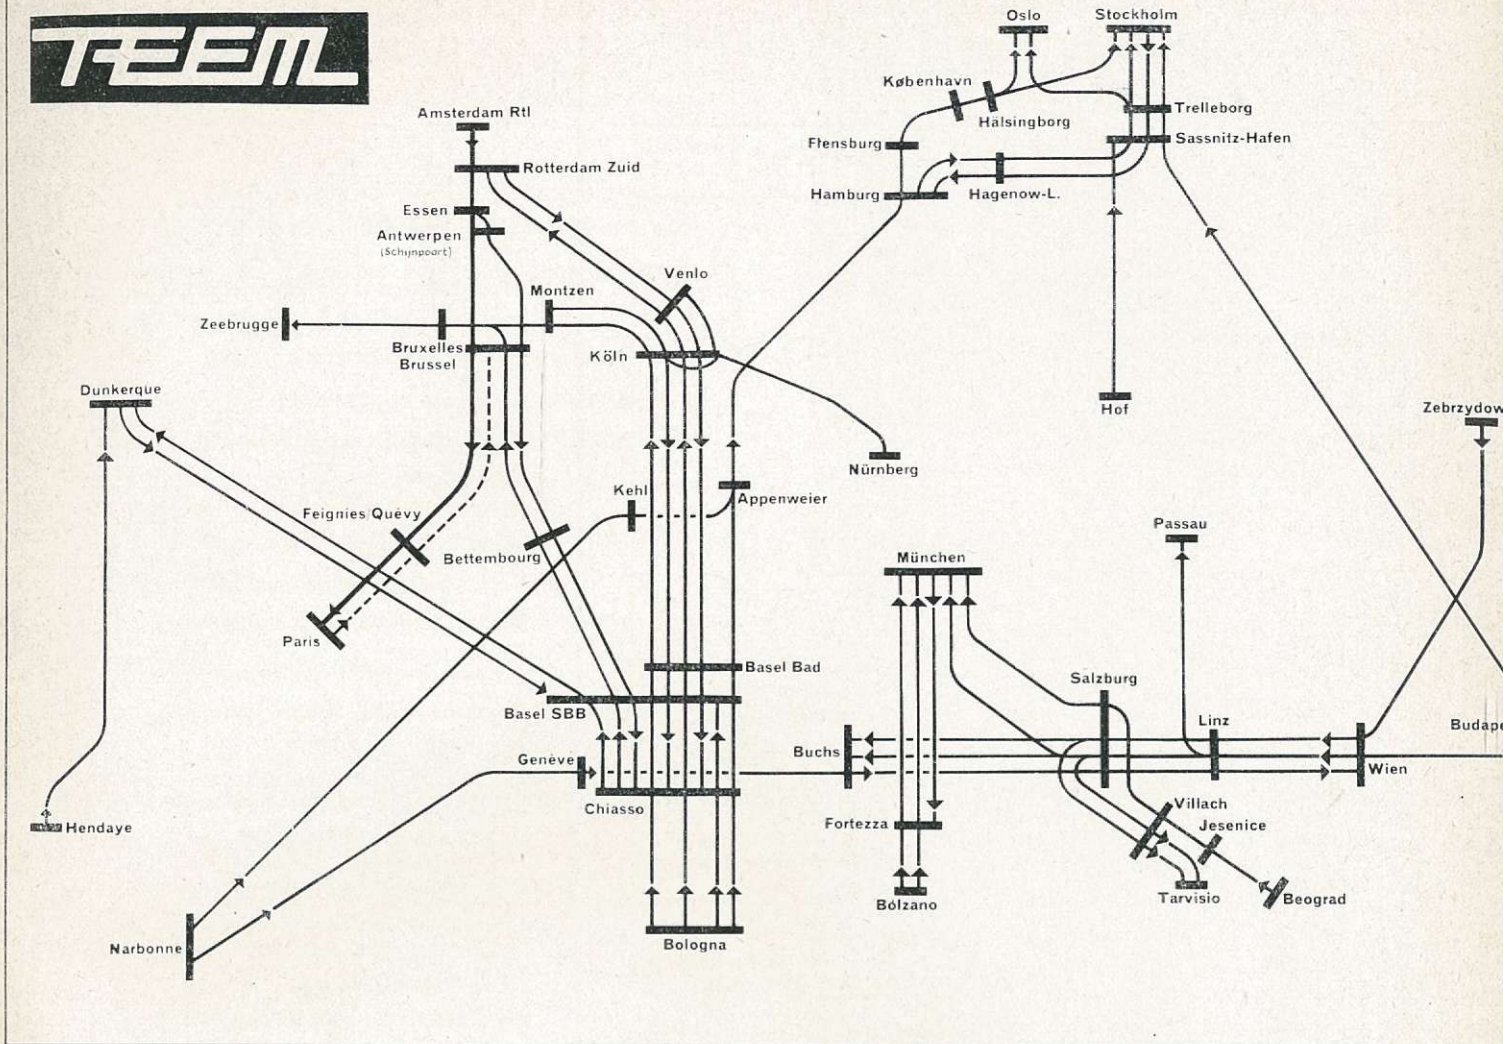 TEEM
Oslo
Stockholm
København
Hälsingborg
Trelleborg
Amsterdam Rtl
Flensburg
Sassnitz-Hafen
Rotterdam Zuid
Hamburg
Hagenow-L.
Essen
Antwerpen
(Schijnpoort)
Venlo
Montzen
Zeebrugge
Bruxelles
Brussel
Köln
Dunkerque
Hof
Zebrzydow
Nürnberg
Kehl
Appenweier
Feignies/Quévy
Passau
Bettembourg
München
Paris
Basel Bad
Salzburg
Basel SBB
Linz
Budape
Buchs
Genève
Wien
Chiasso
Villach
Hendaye
Fortezza
Jesenice
Bolzano
Tarvisio
Beograd
Narbonne
Bologna